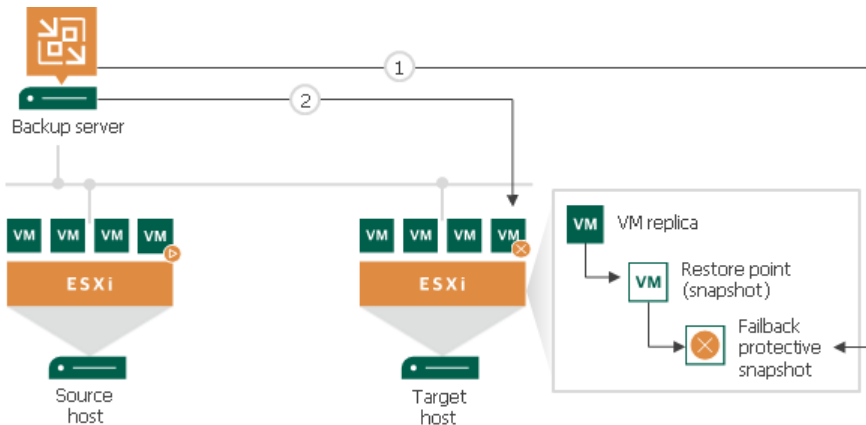 1
2
Backup server
VM
VM
VM
VM
ESXi
Source
host
VM
VM
VM
VM
ESXi
Target
host
VM
VM replica
VM
Restore point
(snapshot)
Failback
protective
snapshot